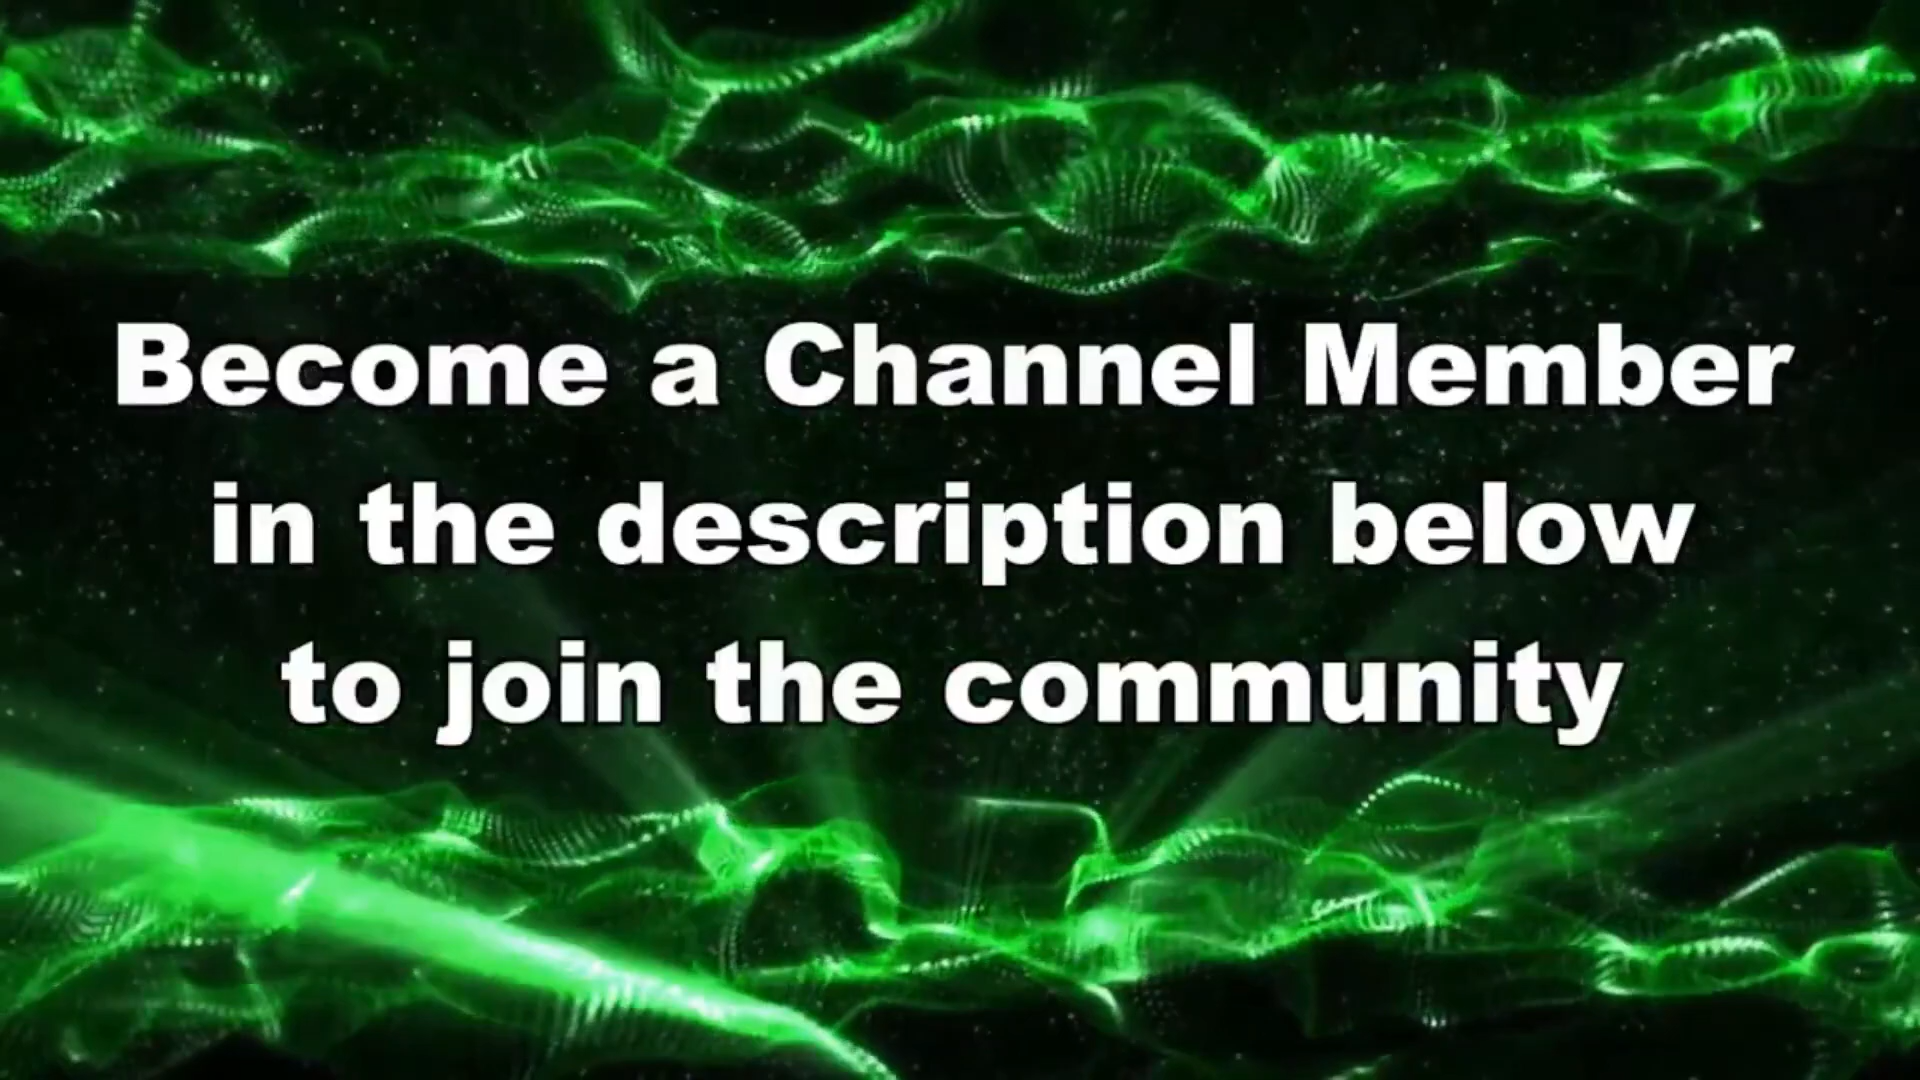 Become a Channel Member
in the description below
to join the community